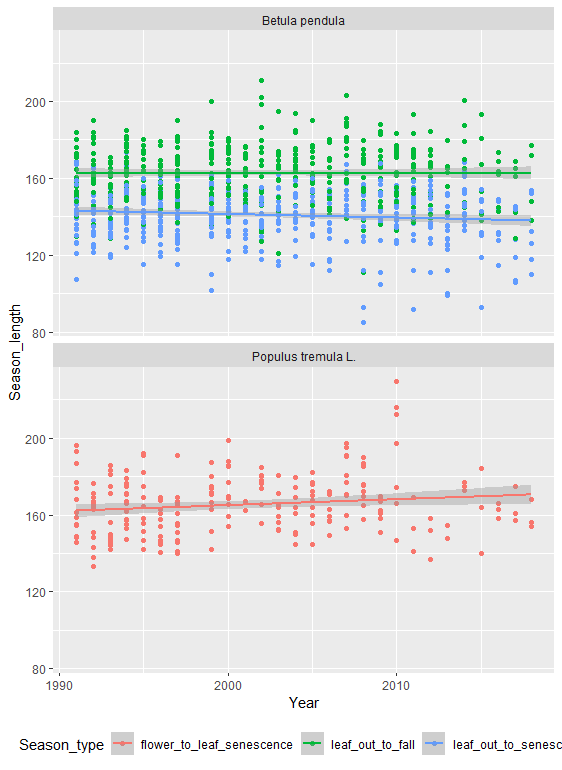 Betula pendula
200
160
120
80
Season_length
Populus tremula L.
200
160
120
80
1990
2000
2010
Year
Season_type
flower_to_leaf_senescence
leaf_out_to_fall
leaf_out_to_senesc